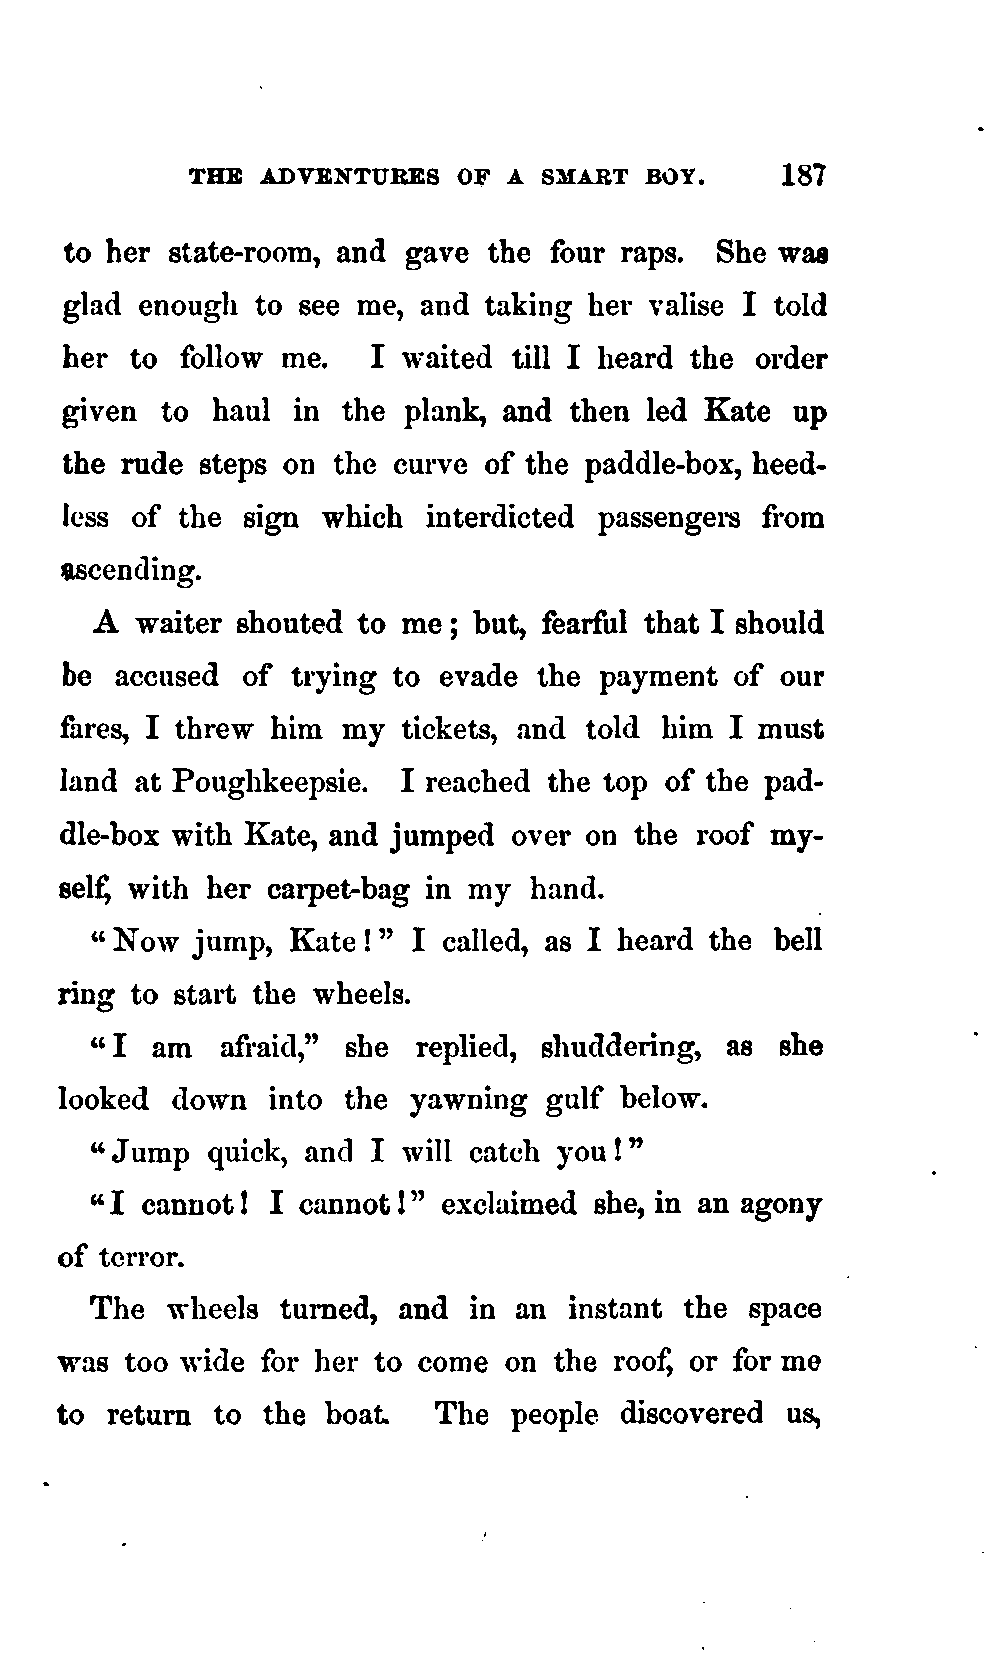 THE ADVENTURES OF A SMART BOY. 187
to her state-room, and gave the four raps. She was
glad enough to see me, and taking her valise I told
her to follow me. I waited till I heard the order
given to haul in the plank, and then led Kate up
the rude steps on the curve of the paddle-box, heed-
less of the sign which interdicted passengers from
ascending.
A waiter shouted to me; but, fearful that I should
be accused of trying to evade the payment of our
fares, I threw him my tickets, and told him I must
land at Poughkeepsie. I reached the top of the pad-
dle-box with Kate, and jumped over on the roof my-
self, with her carpet-bag in my hand.
"Now jump, Kate!" I called, as I heard the bell
ring to start the wheels.
"I am afraid," she replied, shuddering, as she
looked down into the yawning gulf below.
"Jump quick, and I will catch you!"
"I cannot! I cannot!" exclaimed she, in an agony
of terror.
The wheels turned, and in an instant the space
was too wide for her to come on the roof, or for me
to return to the boat. The people discovered us,